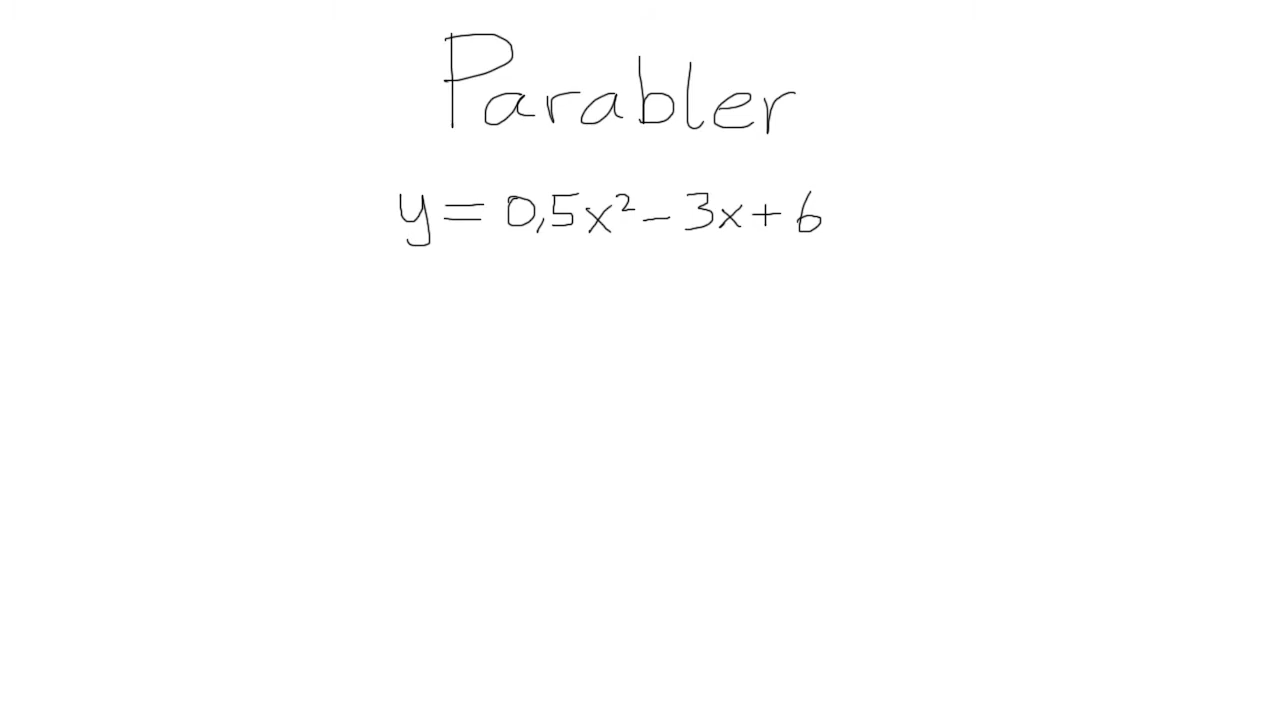 Parabler
y = 0,5x² - 3x + 6